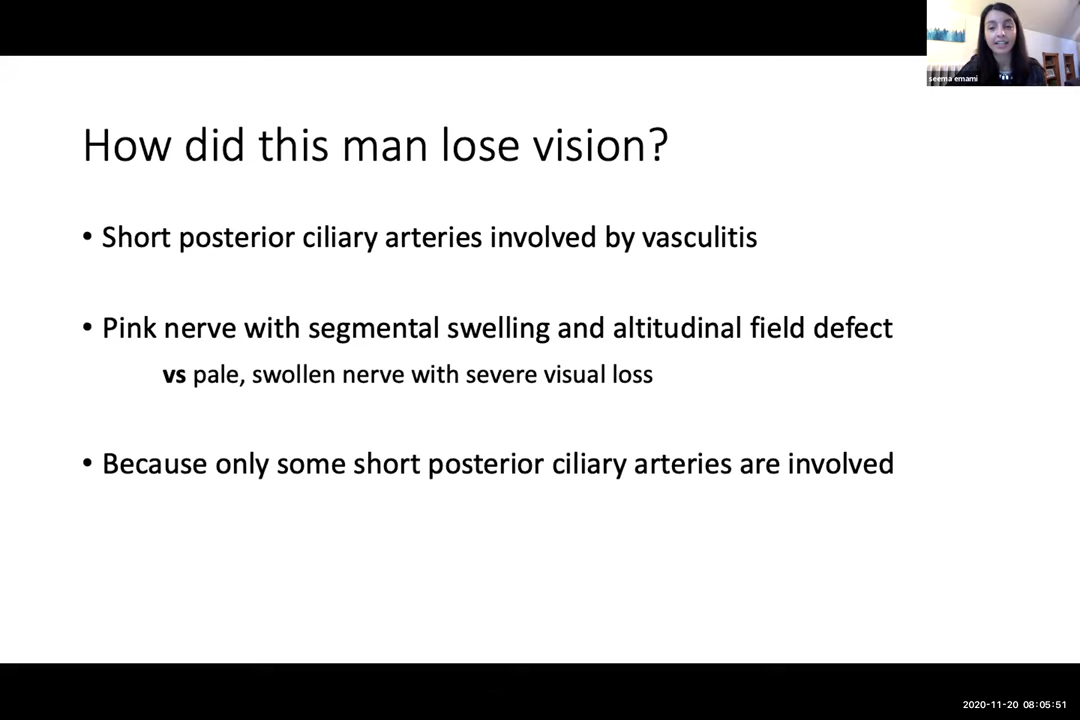 seema emami
How did this man lose vision?
• Short posterior ciliary arteries involved by vasculitis
• Pink nerve with segmental swelling and altitudinal field defect
vs pale, swollen nerve with severe visual loss
• Because only some short posterior ciliary arteries are involved
2020-11-20 08:05:51